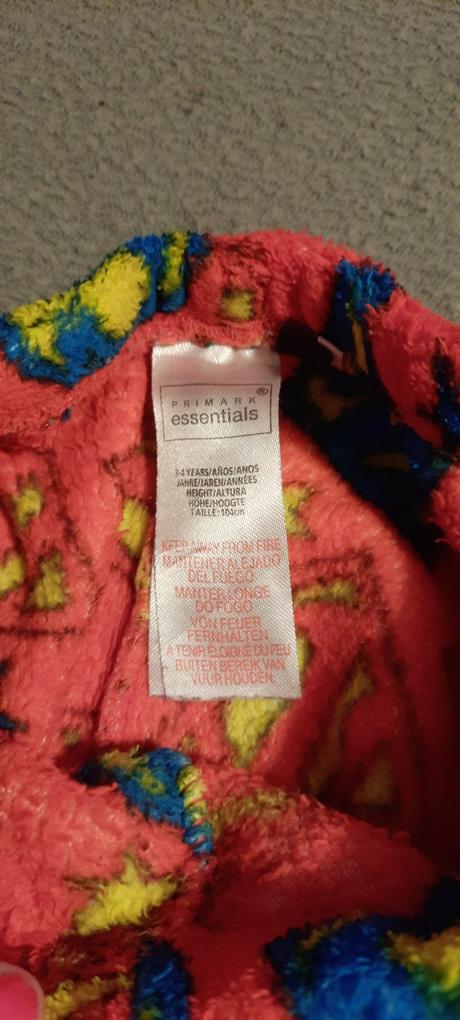 PRIMARK®
essentials
3-4 YEARS/AÑOS/ANOS
JAHRE/JAREN/ANNÉES
HEIGHT/ALTURA
HÖHE/HOOGTE
TAILLE: 104cm
KEEP AWAY FROM FIRE
MANTENER ALEJADO
DEL FUEGO
MANTER LONGE
DO FOGO
VON FEUER
FERNHALTEN
A TENIR ÉLOIGNÉ DU FEU
BUITEN BEREIK VAN
VUUR HOUDEN